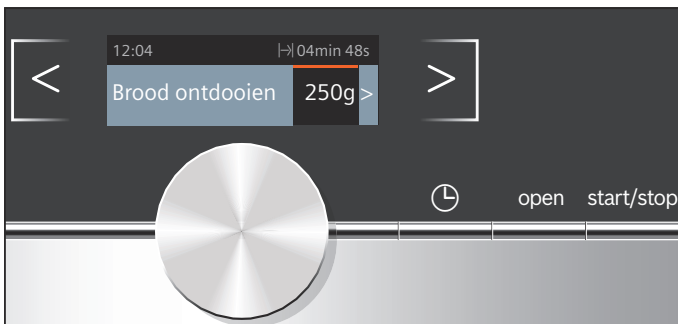 12:04 |→| 04min 48s
< Brood ontdooien 250g > >
open start/stop